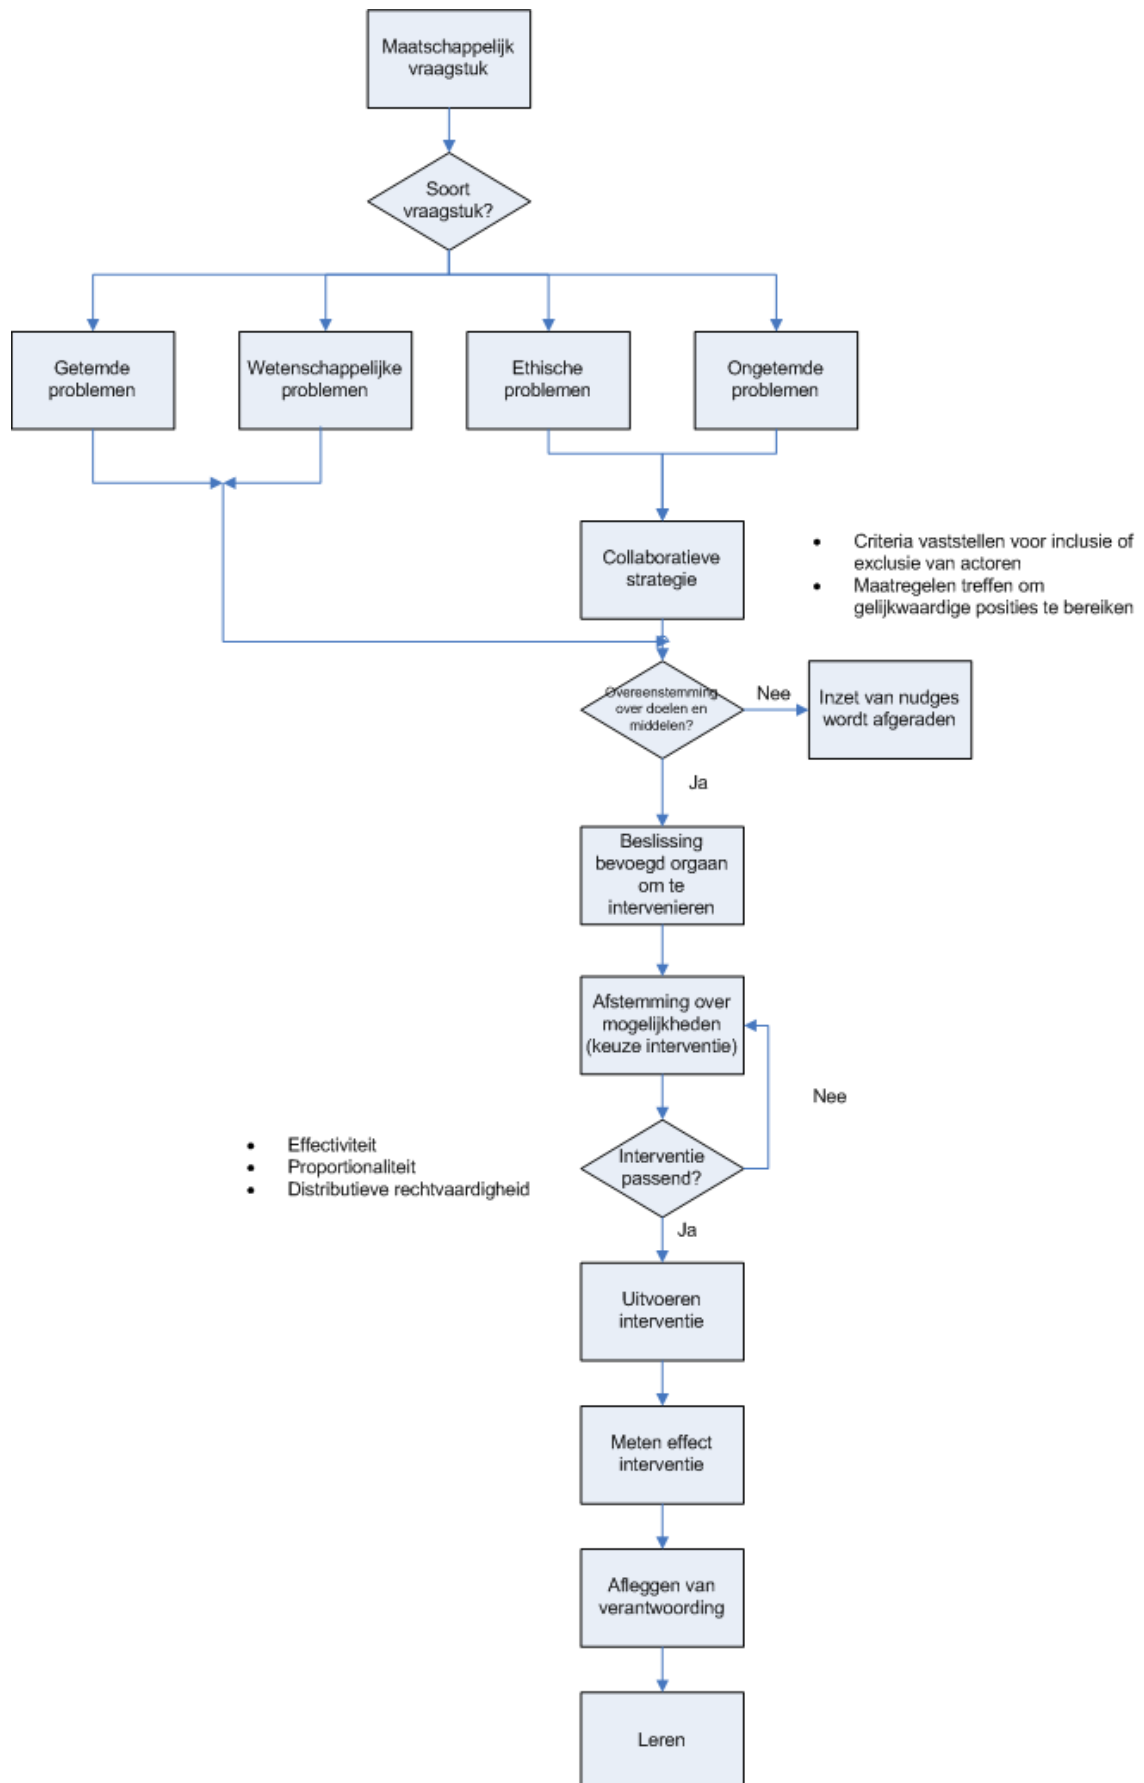 Maatschappelijk
vraagstuk
Soort
vraagstuk?
Getemde
problemen
Wetenschappelijke
problemen
Ethische
problemen
Ongetemde
problemen
Collaboratieve
strategie
• Criteria vaststellen voor inclusie of
exclusie van actoren
• Maatregelen treffen om
gelijkwaardige posities te bereiken
Overeenstemming
over doelen en
middelen?
Nee
Inzet van nudges
wordt afgeraden
Ja
Beslissing
bevoegd orgaan
om te
intervenieren
Afstemming over
mogelijkheden
(keuze interventie)
Nee
• Effectiviteit
• Proportionaliteit
• Distributieve rechtvaardigheid
Interventie
passend?
Ja
Uitvoeren
interventie
Meten effect
interventie
Afleggen van
verantwoording
Leren